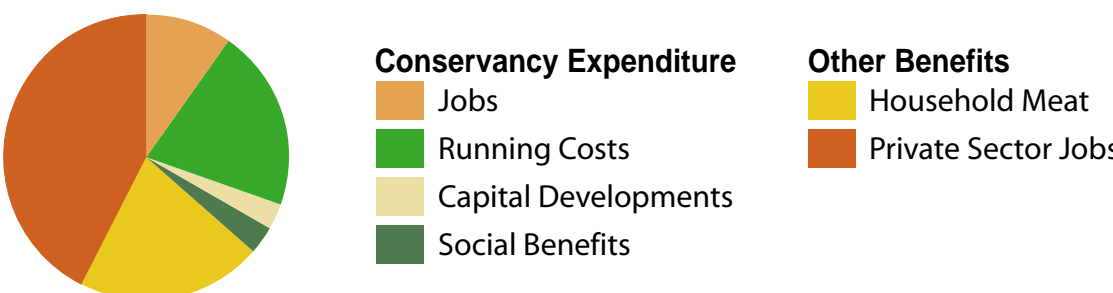 Conservancy Expenditure
Jobs
Running Costs
Capital Developments
Social Benefits
Other Benefits
Household Meat
Private Sector Jobs